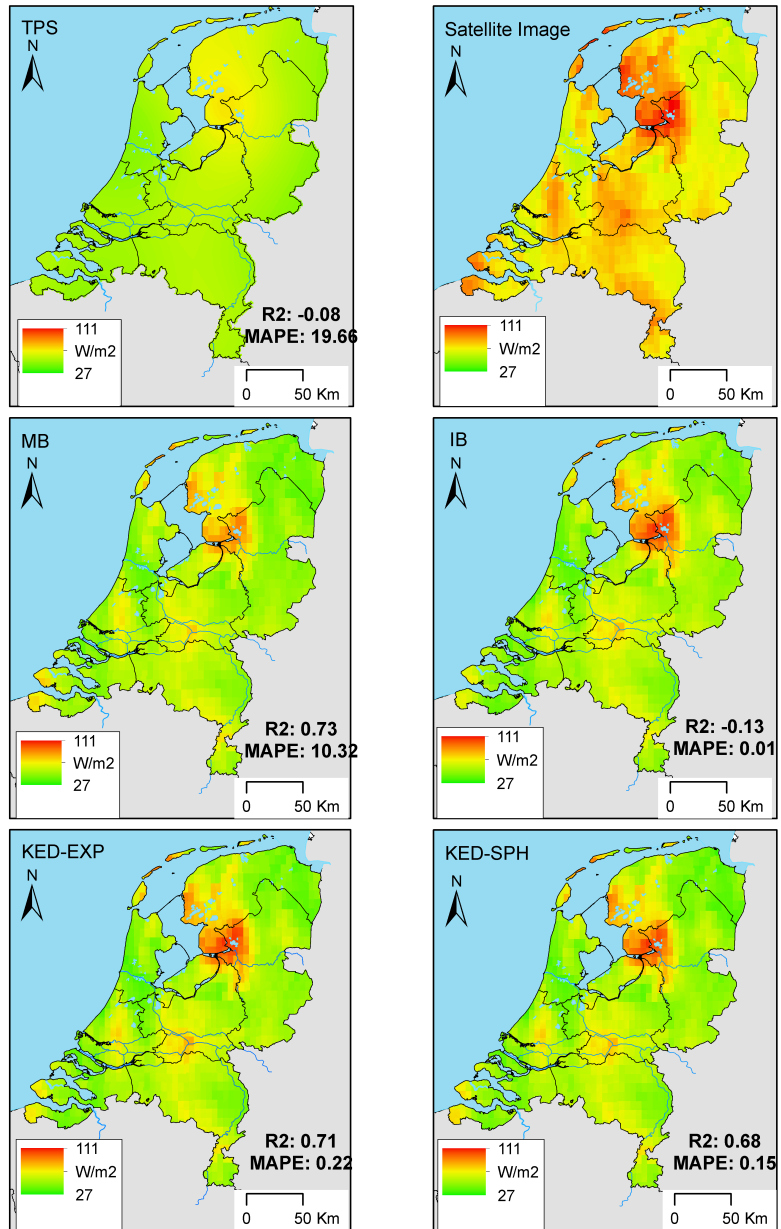 TPS
N
R2: -0.08
MAPE: 19.66
111
W/m2
27
0 50 Km
Satellite Image
N
111
W/m2
27
0 50 Km
MB
N
R2: 0.73
MAPE: 10.32
111
W/m2
27
0 50 Km
IB
N
R2: -0.13
MAPE: 0.01
111
W/m2
27
0 50 Km
KED-EXP
N
R2: 0.71
MAPE: 0.22
111
W/m2
27
0 50 Km
KED-SPH
N
R2: 0.68
MAPE: 0.15
111
W/m2
27
0 50 Km